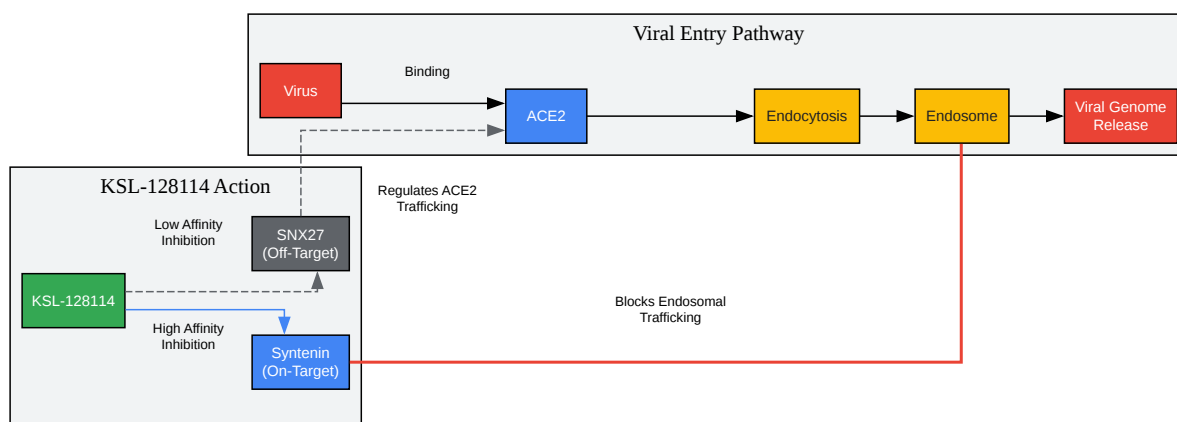 Viral Entry Pathway
Binding
Virus
ACE2
Endocytosis
Endosome
Viral Genome
Release
KSL-128114 Action
Regulates ACE2
Trafficking
Low Affinity
Inhibition
SNX27
(Off-Target)
KSL-128114
High Affinity
Inhibition
Syntenin
(On-Target)
Blocks Endosomal
Trafficking